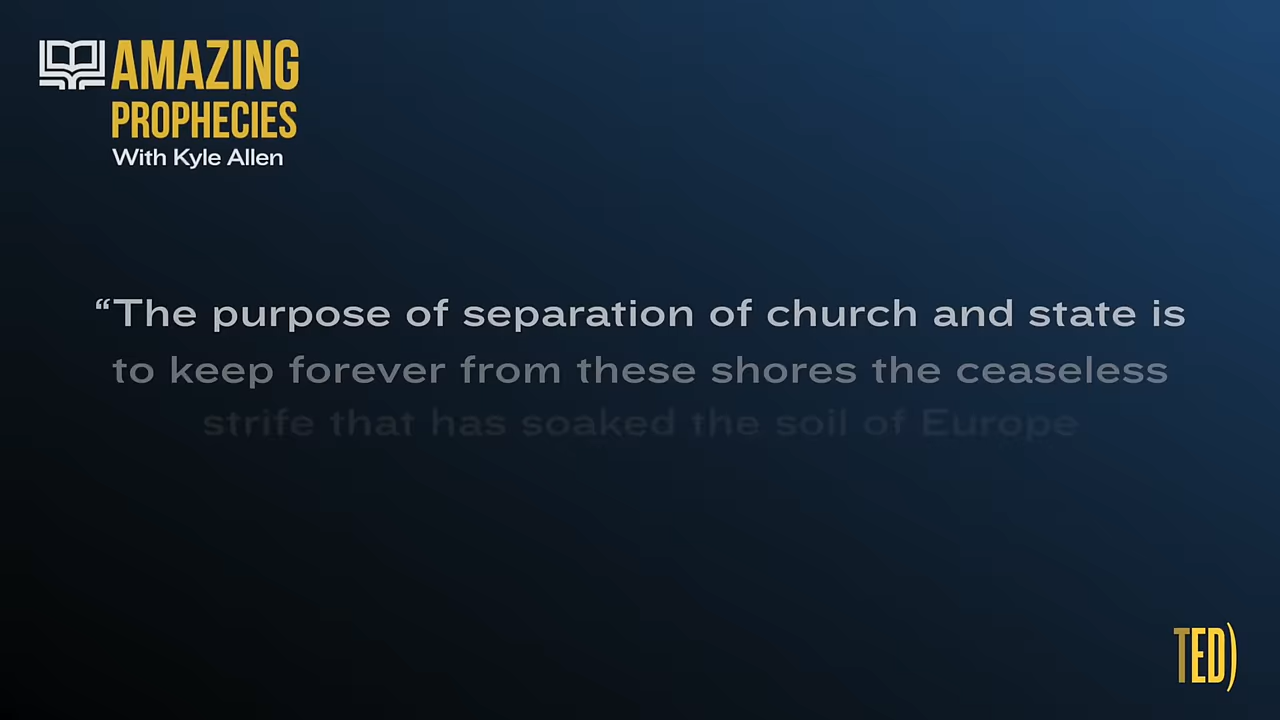 AMAZING
PROPHECIES
With Kyle Allen
“The purpose of separation of church and state is
to keep forever from these shores the ceaseless
strife that has soaked the soil of Europe
TED)